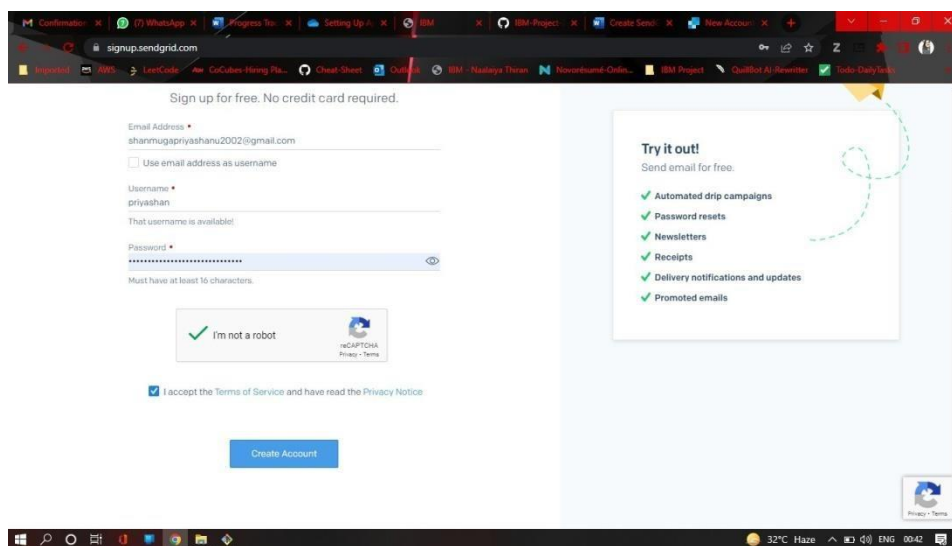 Confirmation
(7) WhatsApp
Progress Tra
Setting Up A
IBM
IBM-Project
Create Send
New Accoun
signup.sendgrid.com
Imported
AWS
LeetCode
CoCubes-Hiring Pla...
Cheat-Sheet
Outlook
IBM - Naalaiya Thiran
Novorésumé-Onlin...
IBM Project
QuillBot AI-Rewriter
Todo-DailyTasks
Sign up for free. No credit card required.
Email Address •
shanmugapriyashanu2002@gmail.com
Use email address as username
Username •
priyashan
That username is available!
Password •
Must have at least 16 characters.
I'm not a robot
reCAPTCHA
Privacy - Terms
I accept the Terms of Service and have read the Privacy Notice
Create Account
Try it out!
Send email for free.
Automated drip campaigns
Password resets
Newsletters
Receipts
Delivery notifications and updates
Promoted emails
Privacy - Terms
32°C Haze
ENG
00:42